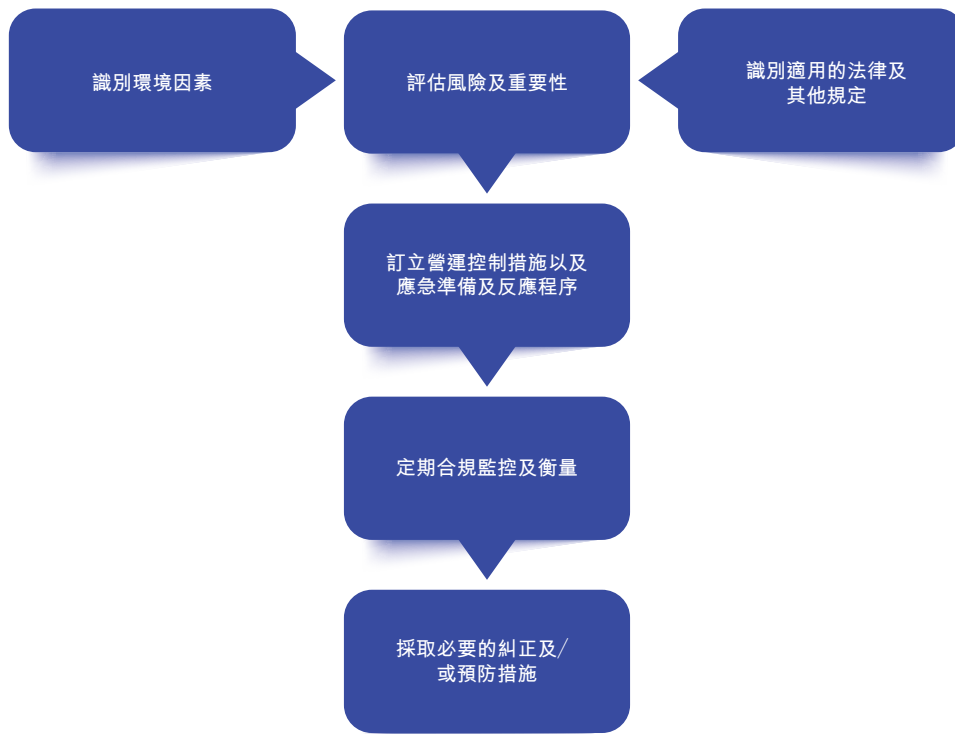 識別環境因素
評估風險及重要性
識別適用的法律及
其他規定
訂立營運控制措施以及
應急準備及反應程序
定期合規監控及衡量
採取必要的糾正及/
或預防措施